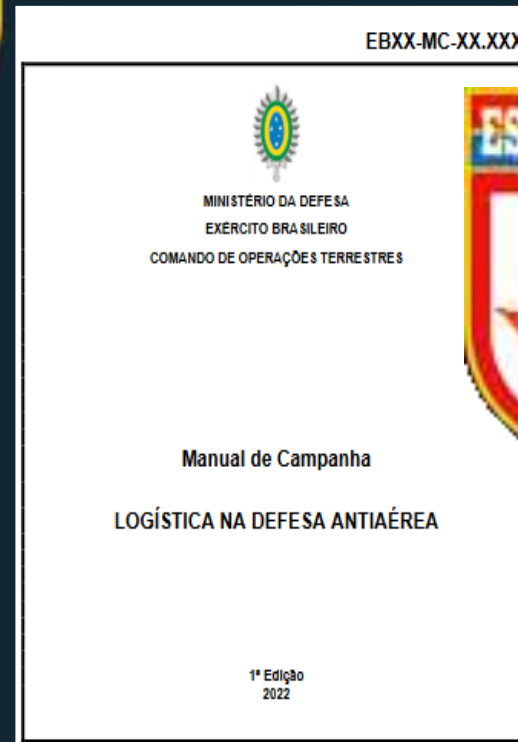 EBXX-MC-XX.XXX
MINISTÉRIO DA DEFESA
EXÉRCITO BRASILEIRO
COMANDO DE OPERAÇÕES TERRESTRES
Manual de Campanha
LOGÍSTICA NA DEFESA ANTIAÉREA
1ª Edição
2022